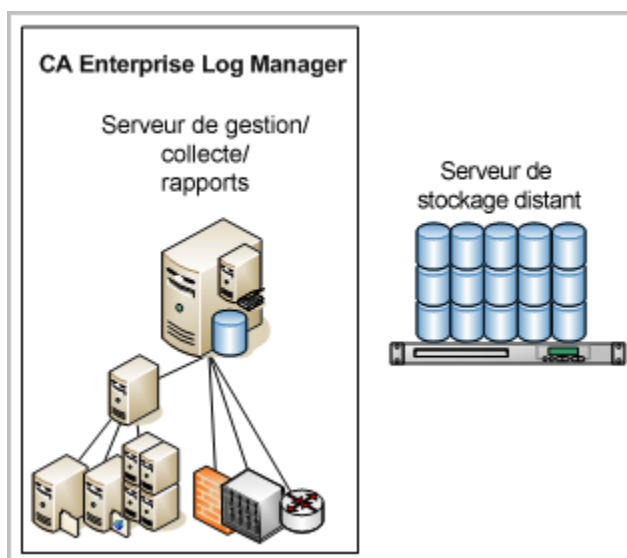 CA Enterprise Log Manager
Serveur de gestion/
collecte/
rapports
Serveur de
stockage distant